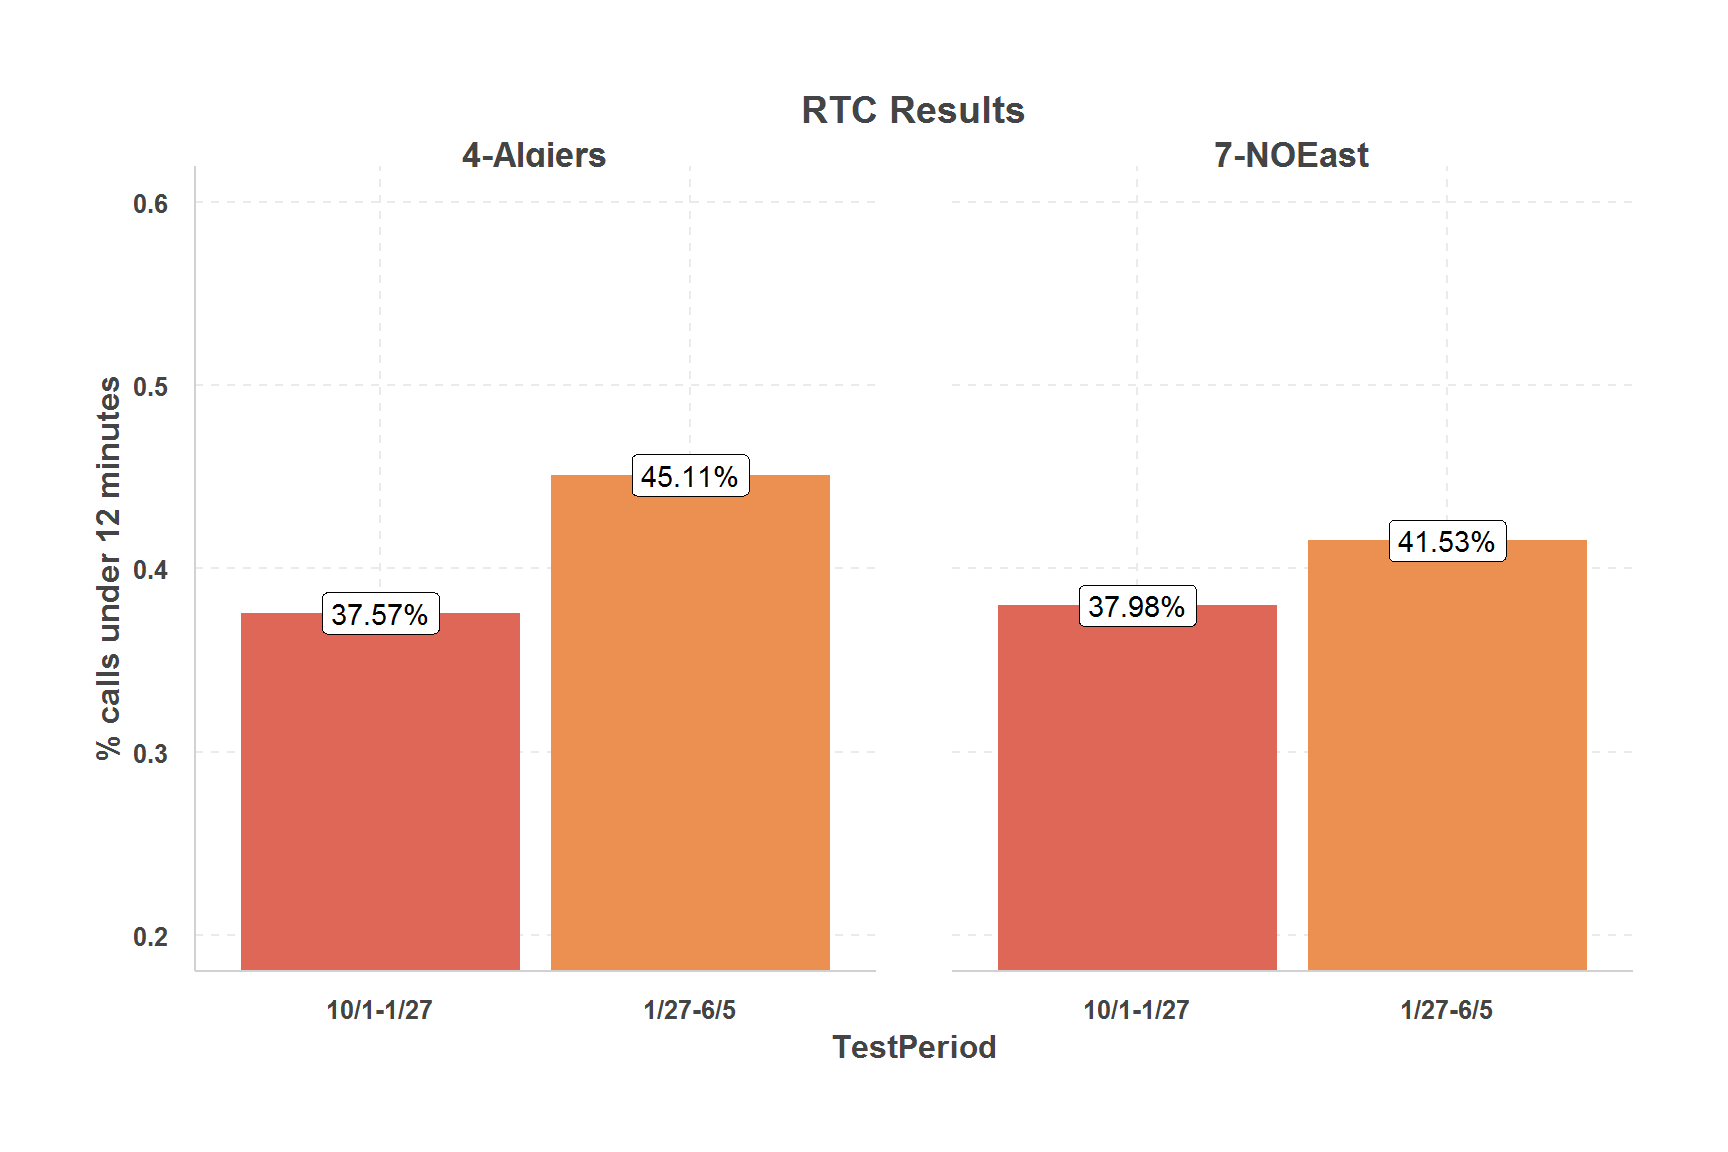 RTC Results
4-Algiers
7-NOEast
% calls under 12 minutes
0.6
0.5
0.4
0.3
0.2
37.57%
45.11%
37.98%
41.53%
10/1-1/27
1/27-6/5
10/1-1/27
1/27-6/5
TestPeriod